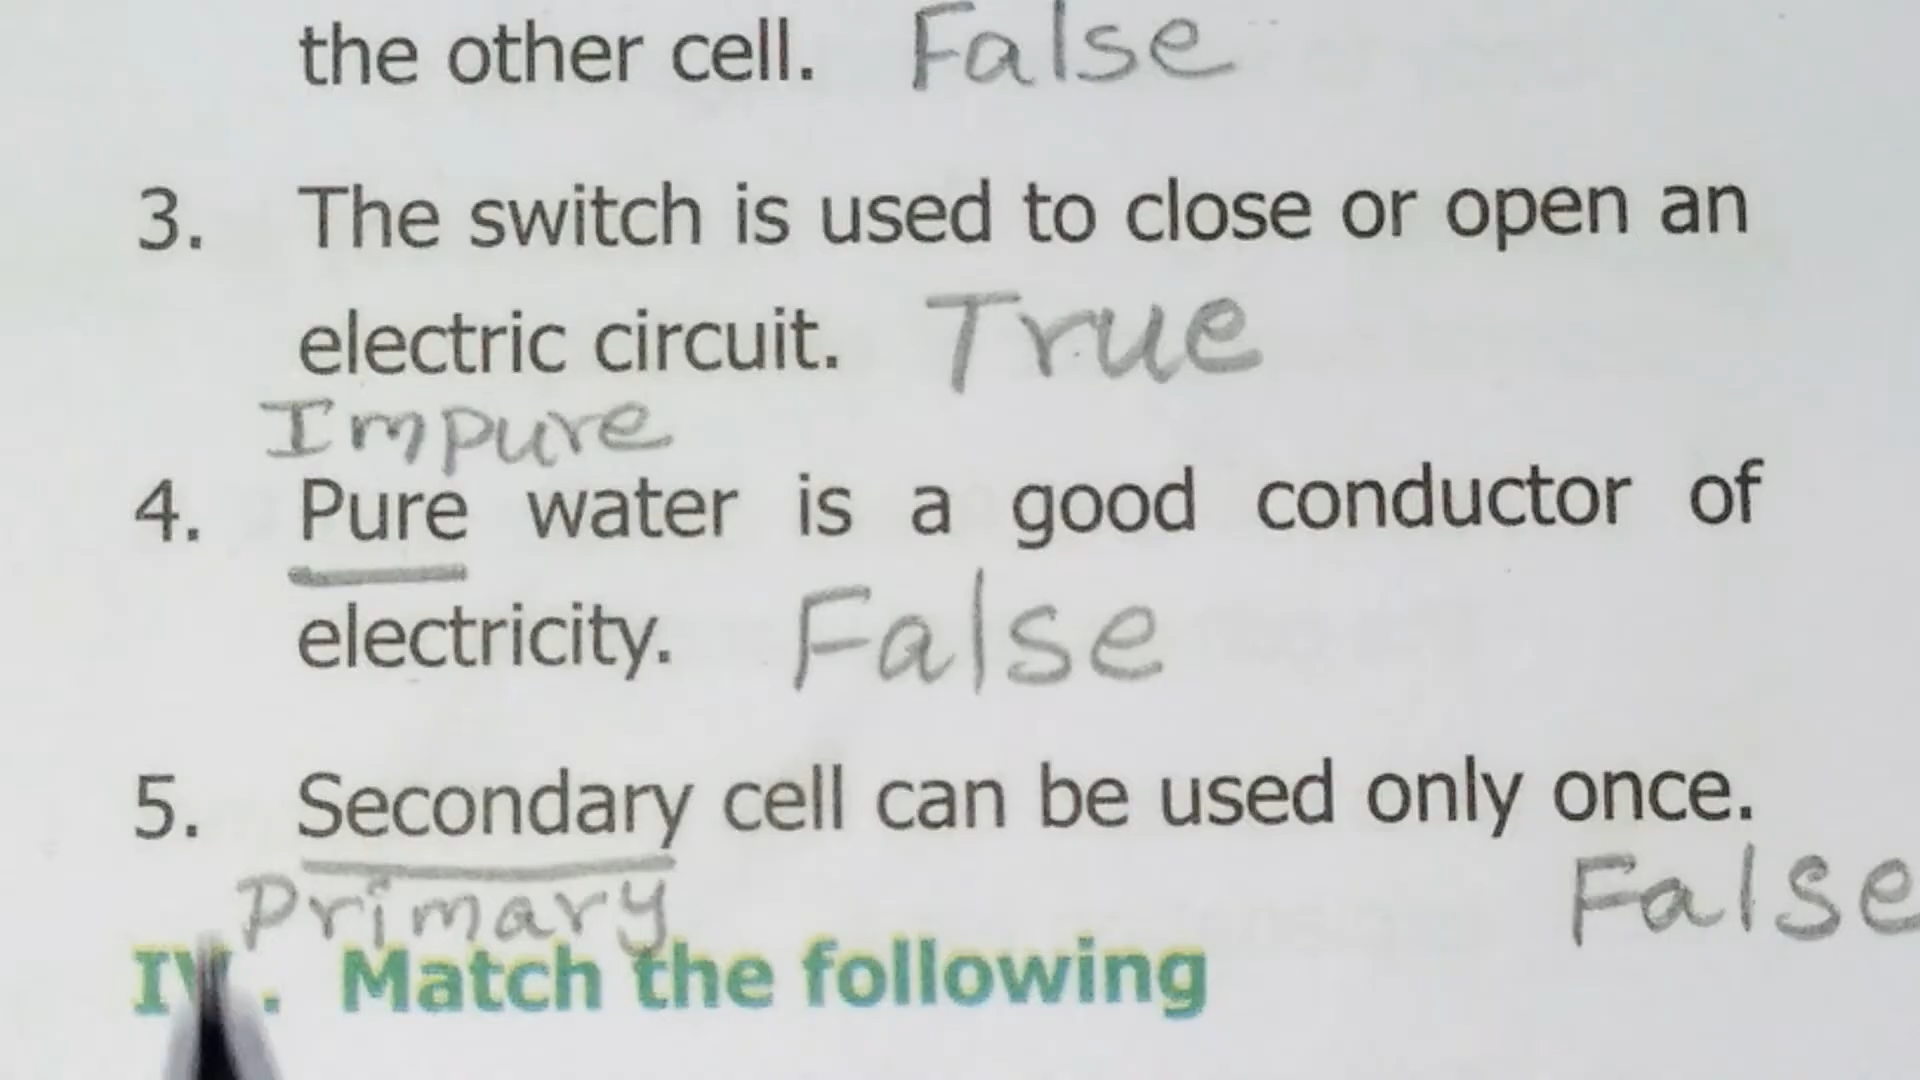 the other cell. False
3. The switch is used to close or open an
electric circuit. True
Impure
4. Pure water is a good conductor of
electricity. False
5. Secondary cell can be used only once.
Primary False
IV. Match the following